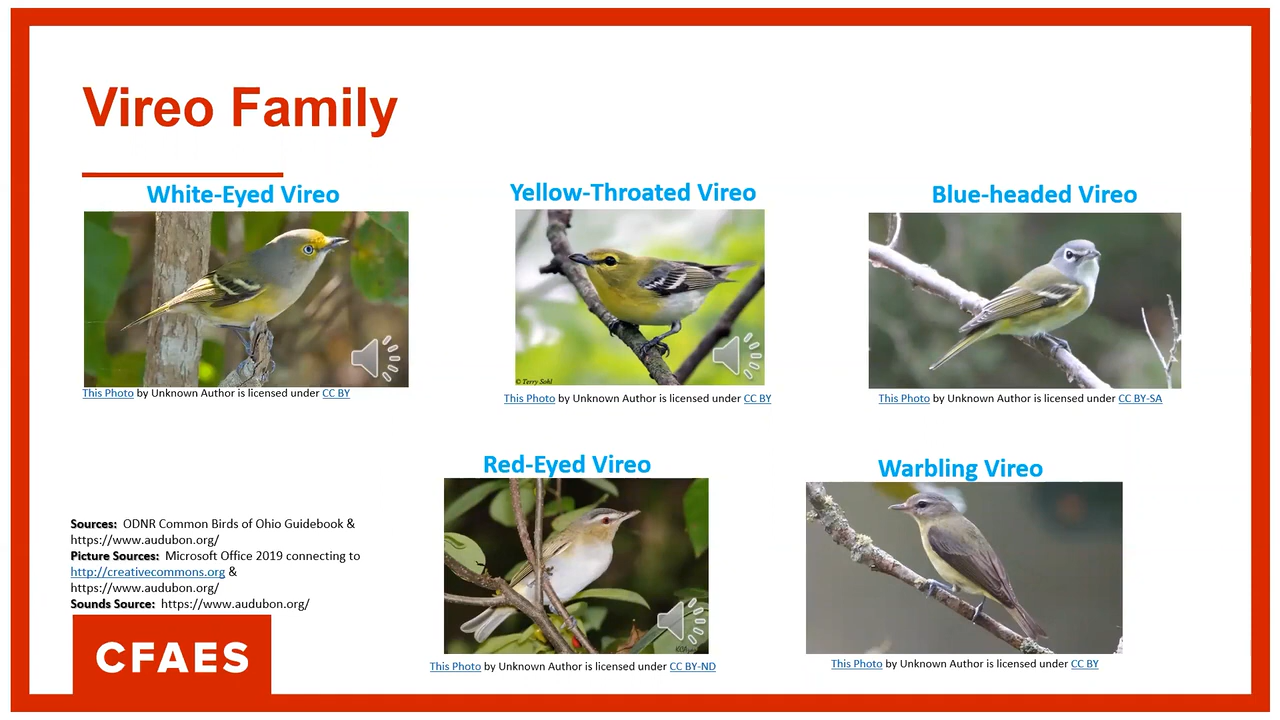 Vireo Family
White-Eyed Vireo
This Photo by Unknown Author is licensed under CC BY
Yellow-Throated Vireo
© Terry Sohl
This Photo by Unknown Author is licensed under CC BY
Blue-headed Vireo
This Photo by Unknown Author is licensed under CC BY-SA
Red-Eyed Vireo
This Photo by Unknown Author is licensed under CC BY-ND
Warbling Vireo
This Photo by Unknown Author is licensed under CC BY
Sources: ODNR Common Birds of Ohio Guidebook &
https://www.audubon.org/
Picture Sources: Microsoft Office 2019 connecting to
http://creativecommons.org &
https://www.audubon.org/
Sounds Source: https://www.audubon.org/
CFAES